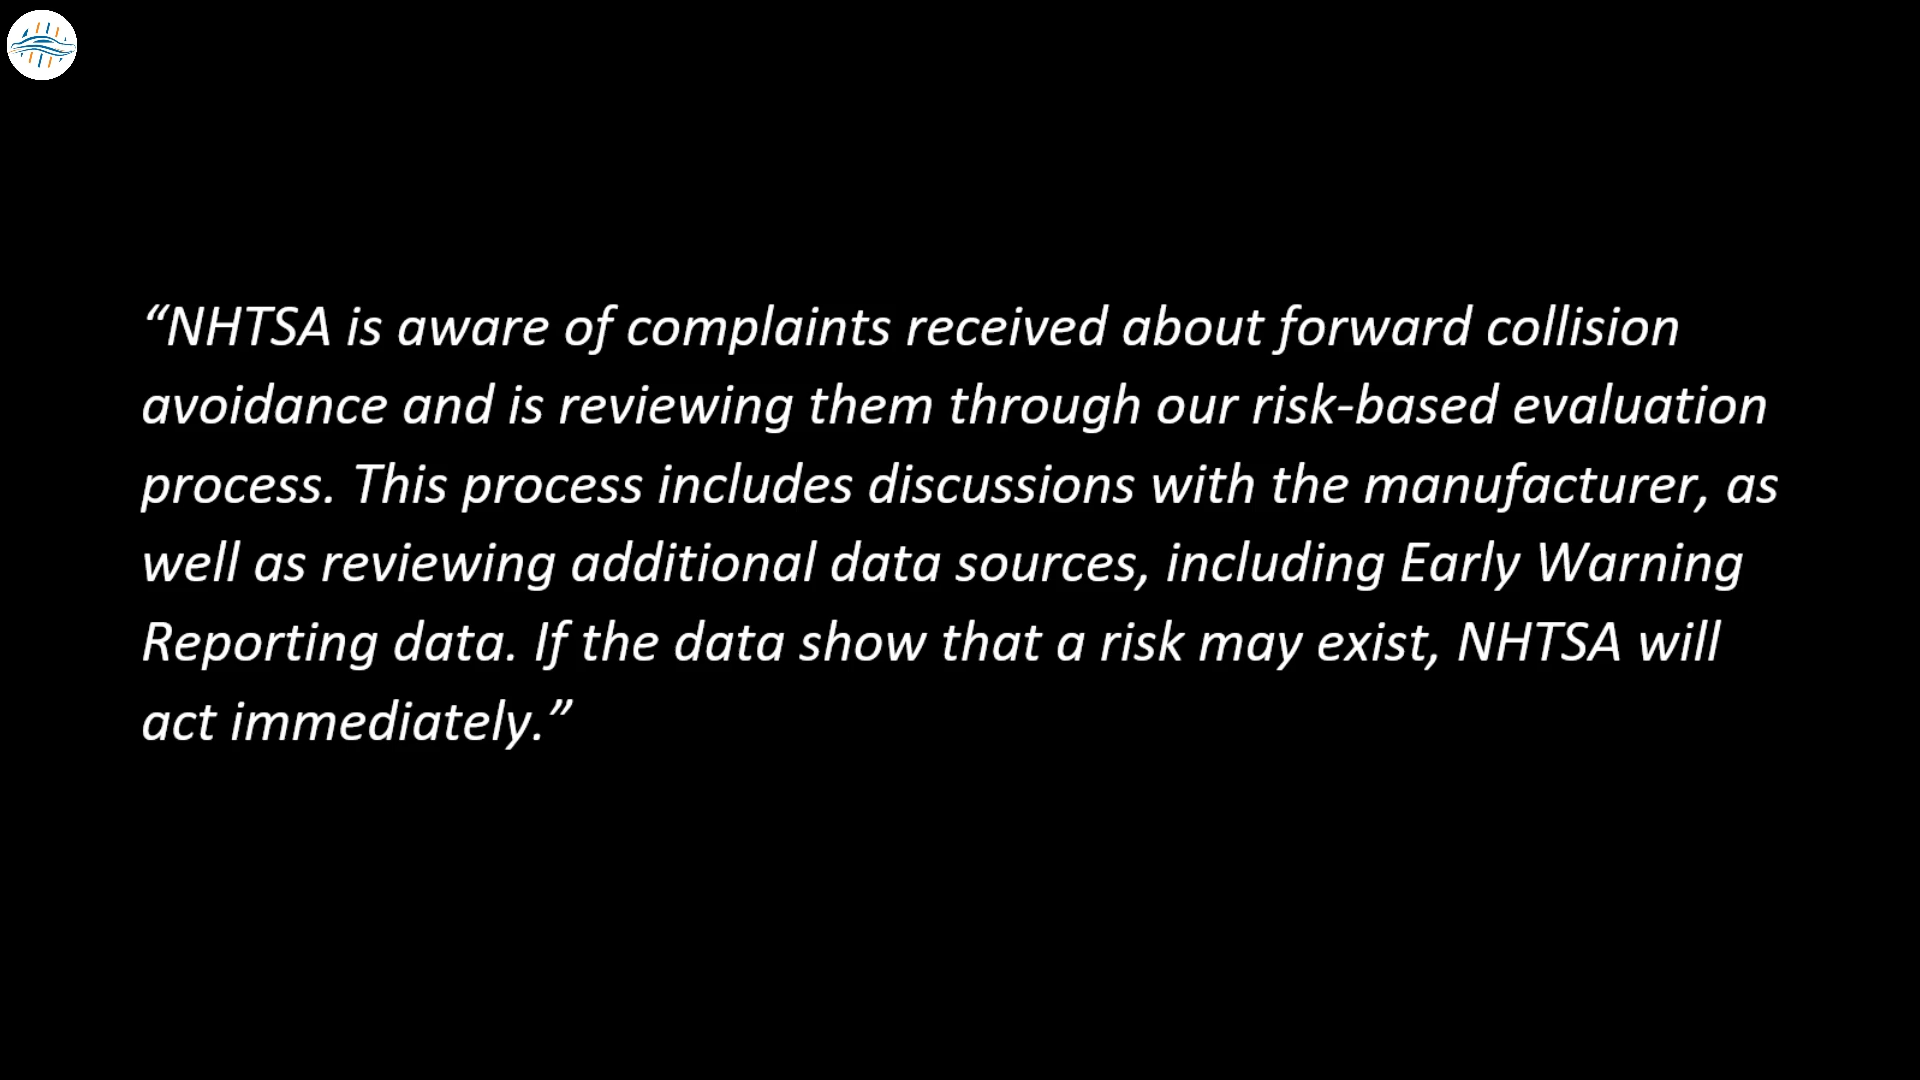 “NHTSA is aware of complaints received about forward collision
avoidance and is reviewing them through our risk-based evaluation
process. This process includes discussions with the manufacturer, as
well as reviewing additional data sources, including Early Warning
Reporting data. If the data show that a risk may exist, NHTSA will
act immediately.”